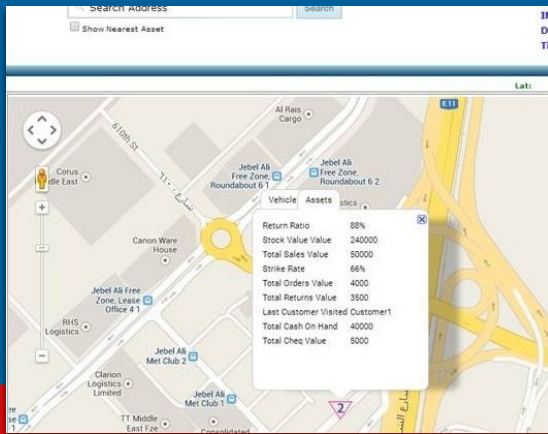 Search Address
Search
Show Nearest Asset
Lat:
E 11
Al Rais
Cargo
610th St
Corus
dle East
Jebel Ali
Free Zone,
Roundabout 6 1
Jebel Ali
Free Zone,
Roundabout 6 2
Canon Ware
House
Jebel Ali Free
Zone, Lease
Office 4 1
RHS
Logistics
Jebel Ali
Met Club 2
Clarion
Logistics
Limited
Jebel Ali
Met Club 1
TT Middle
East Fze
Consolidated
Vehicle
Assets
Return Ratio 88%
Stock Value Value 240000
Total Sales Value 50000
Strike Rate 66%
Total Orders Value 4000
Total Returns Value 3500
Last Customer Visited Customer1
Total Cash On Hand 40000
Total Cheq Value 5000
2